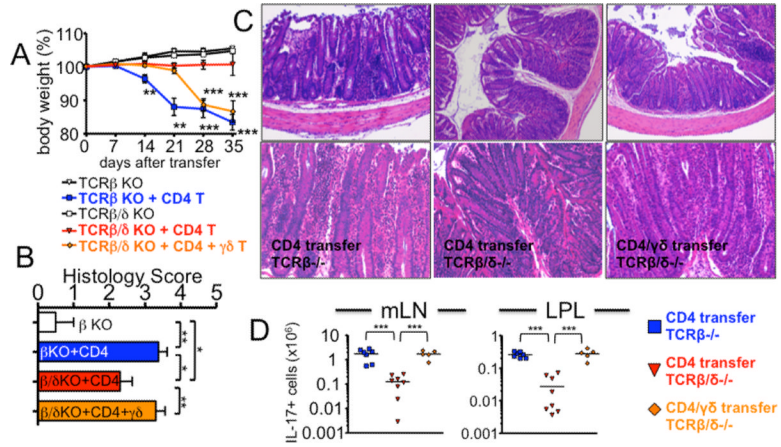 A
body weight (%)
110
100
90
80
0 7 14 21 28 35
days after transfer
** ** *** *** *** ***
TCRβ KO
TCRβ KO + CD4 T
TCRβ/δ KO
TCRβ/δ KO + CD4 T
TCRβ/δ KO + CD4 + γδ T
B
Histology Score
0 1 2 3 4 5
β KO
βKO+CD4
β/δKO+CD4
β/δKO+CD4+γδ
** * * **
C
CD4 transfer
TCRβ-/-
CD4 transfer
TCRβ/δ-/-
CD4/γδ transfer
TCRβ/δ-/-
D
IL-17+ cells (x10⁶)
mLN
*** ***
10
1
0.1
0.01
0.001
LPL
*** ***
1
0.1
0.01
0.001
CD4 transfer
TCRβ-/-
CD4 transfer
TCRβ/δ-/-
CD4/γδ transfer
TCRβ/δ-/-